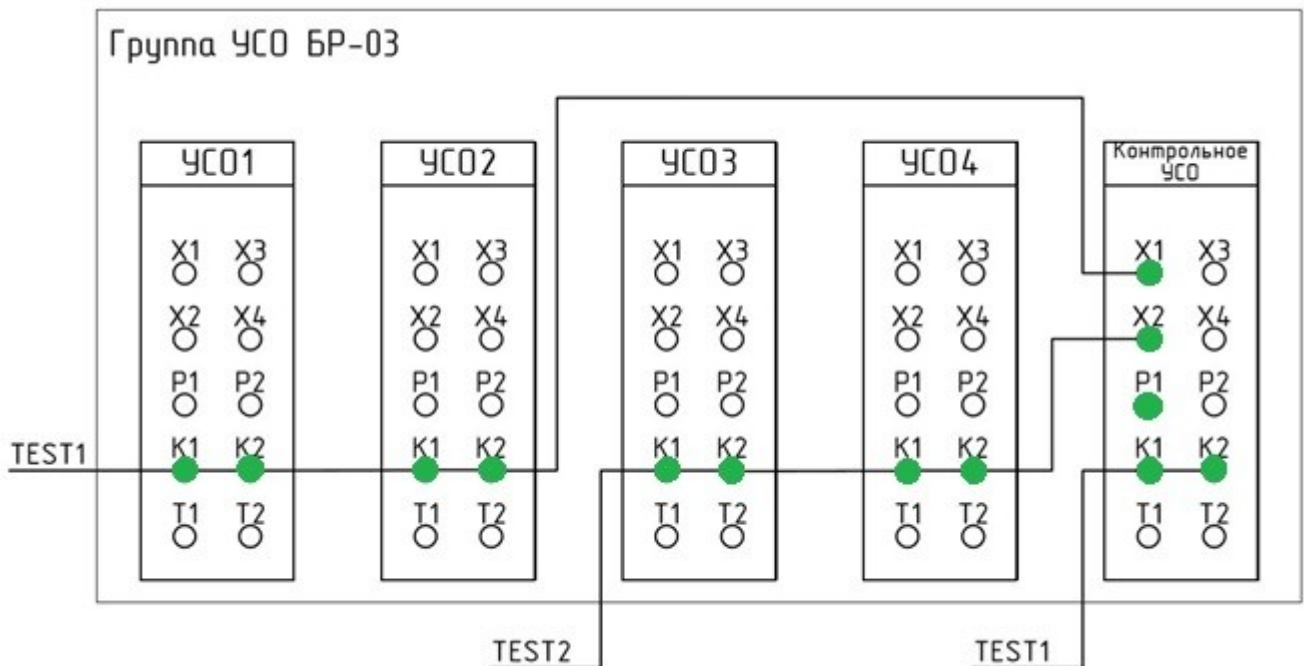 Группа УСО БР-03
УСО1 УСО2 УСО3 УСО4 Контрольное
УСО
X1 X3 X1 X3 X1 X3 X1 X3 X1 X3
X2 X4 X2 X4 X2 X4 X2 X4 X2 X4
P1 P2 P1 P2 P1 P2 P1 P2 P1 P2
TEST1 K1 K2 K1 K2 K1 K2 K1 K2 K1 K2
T1 T2 T1 T2 T1 T2 T1 T2 T1 T2
TEST2 TEST1